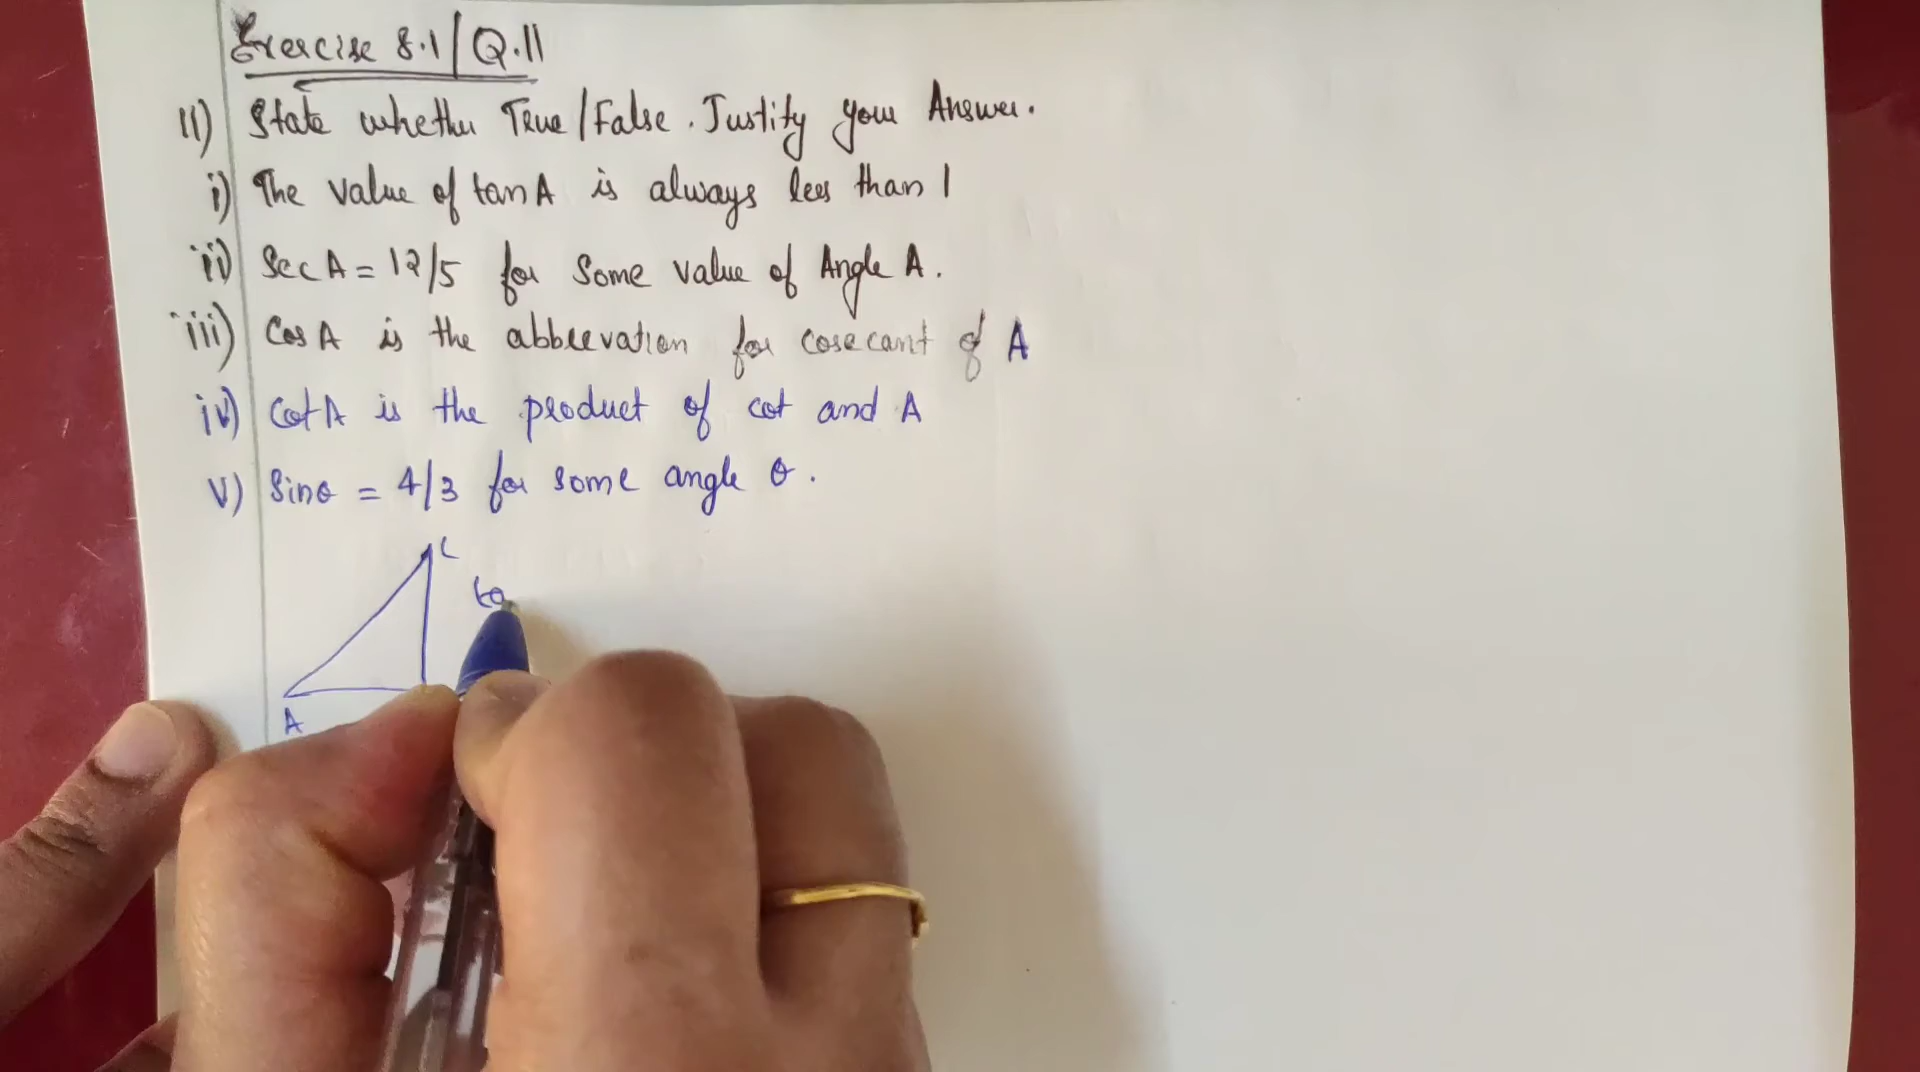 Exercise 8.1/Q.11
11) State whether True/False. Justify your Answer.
i) The value of tan A is always less than 1
ii) Sec A = 12/5 for some value of Angle A.
iii) Cos A is the abbrevation for cosecant of A
iv) Cot A is the product of cot and A
v) Sinθ = 4/3 for some angle θ.
C
ta
A